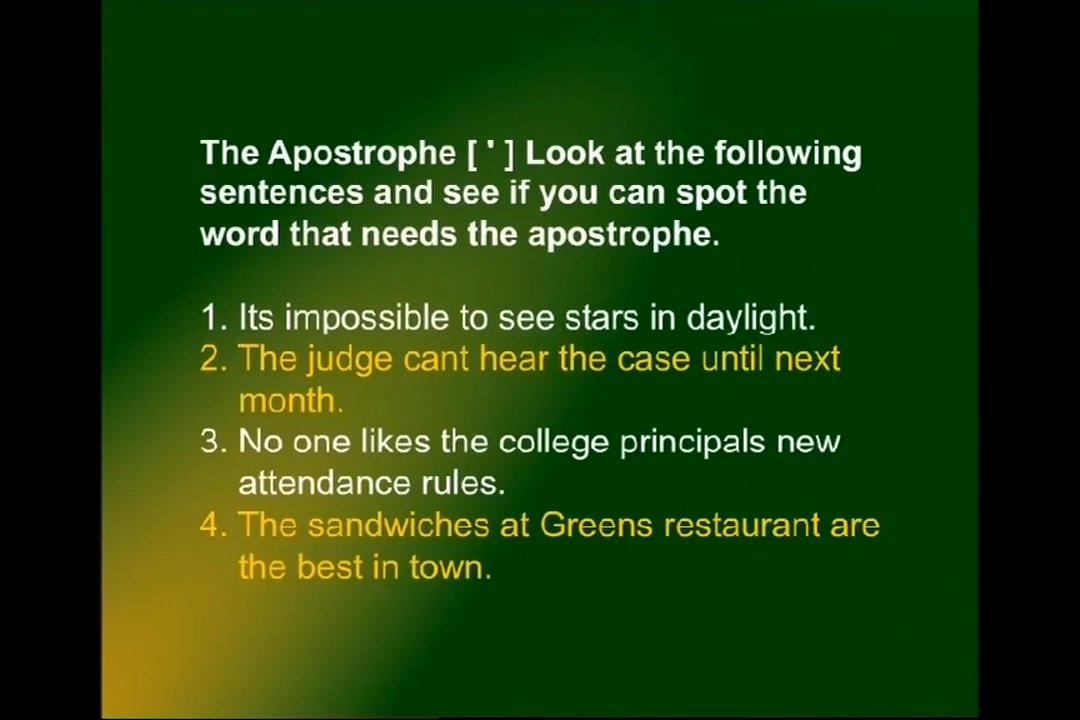 The Apostrophe [ ' ] Look at the following
sentences and see if you can spot the
word that needs the apostrophe.
1. Its impossible to see stars in daylight.
2. The judge cant hear the case until next
month.
3. No one likes the college principals new
attendance rules.
4. The sandwiches at Greens restaurant are
the best in town.